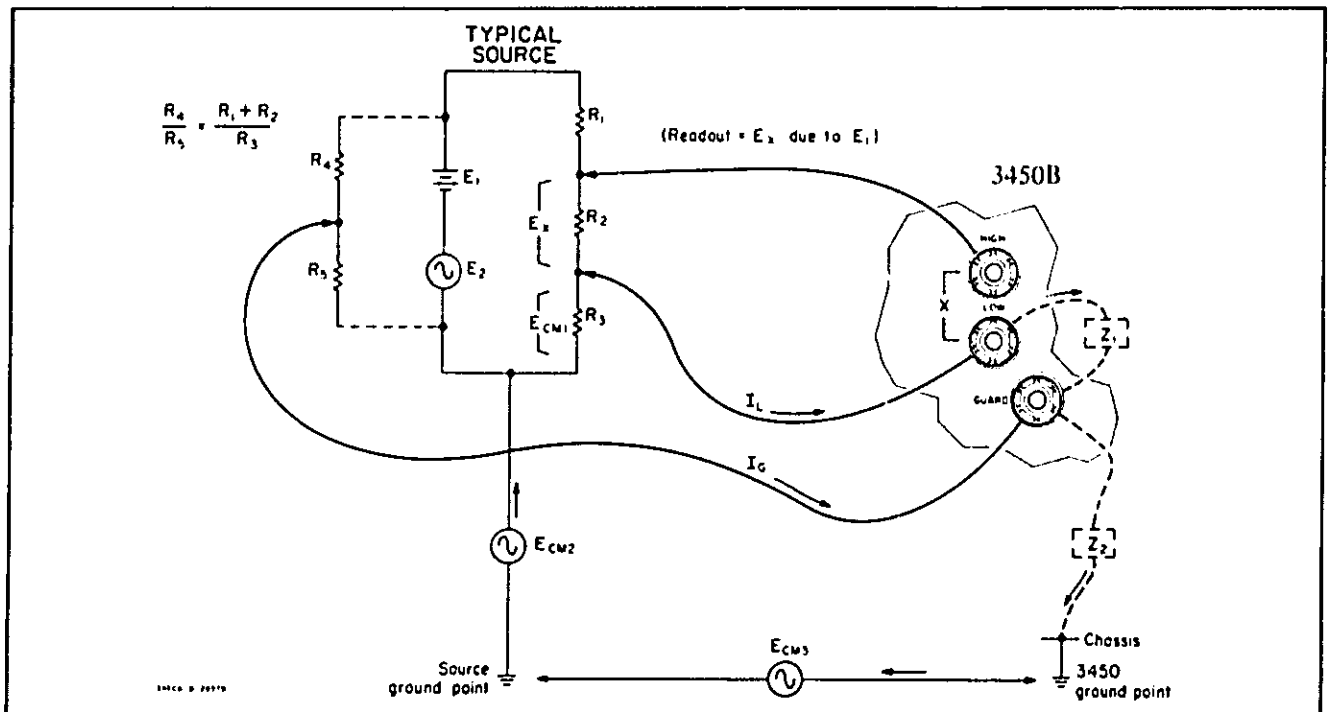 TYPICAL
SOURCE
R4 / R5 = (R1 + R2) / R3
R4
R5
E1
E2
R1
R2
R3
EX
ECM1
(Readout = EX due to E1)
3450B
HIGH
X
LOW
GUARD
Z1
IL
IG
Z2
ECM2
Chassis
ECM3
Source
ground point
3450
ground point